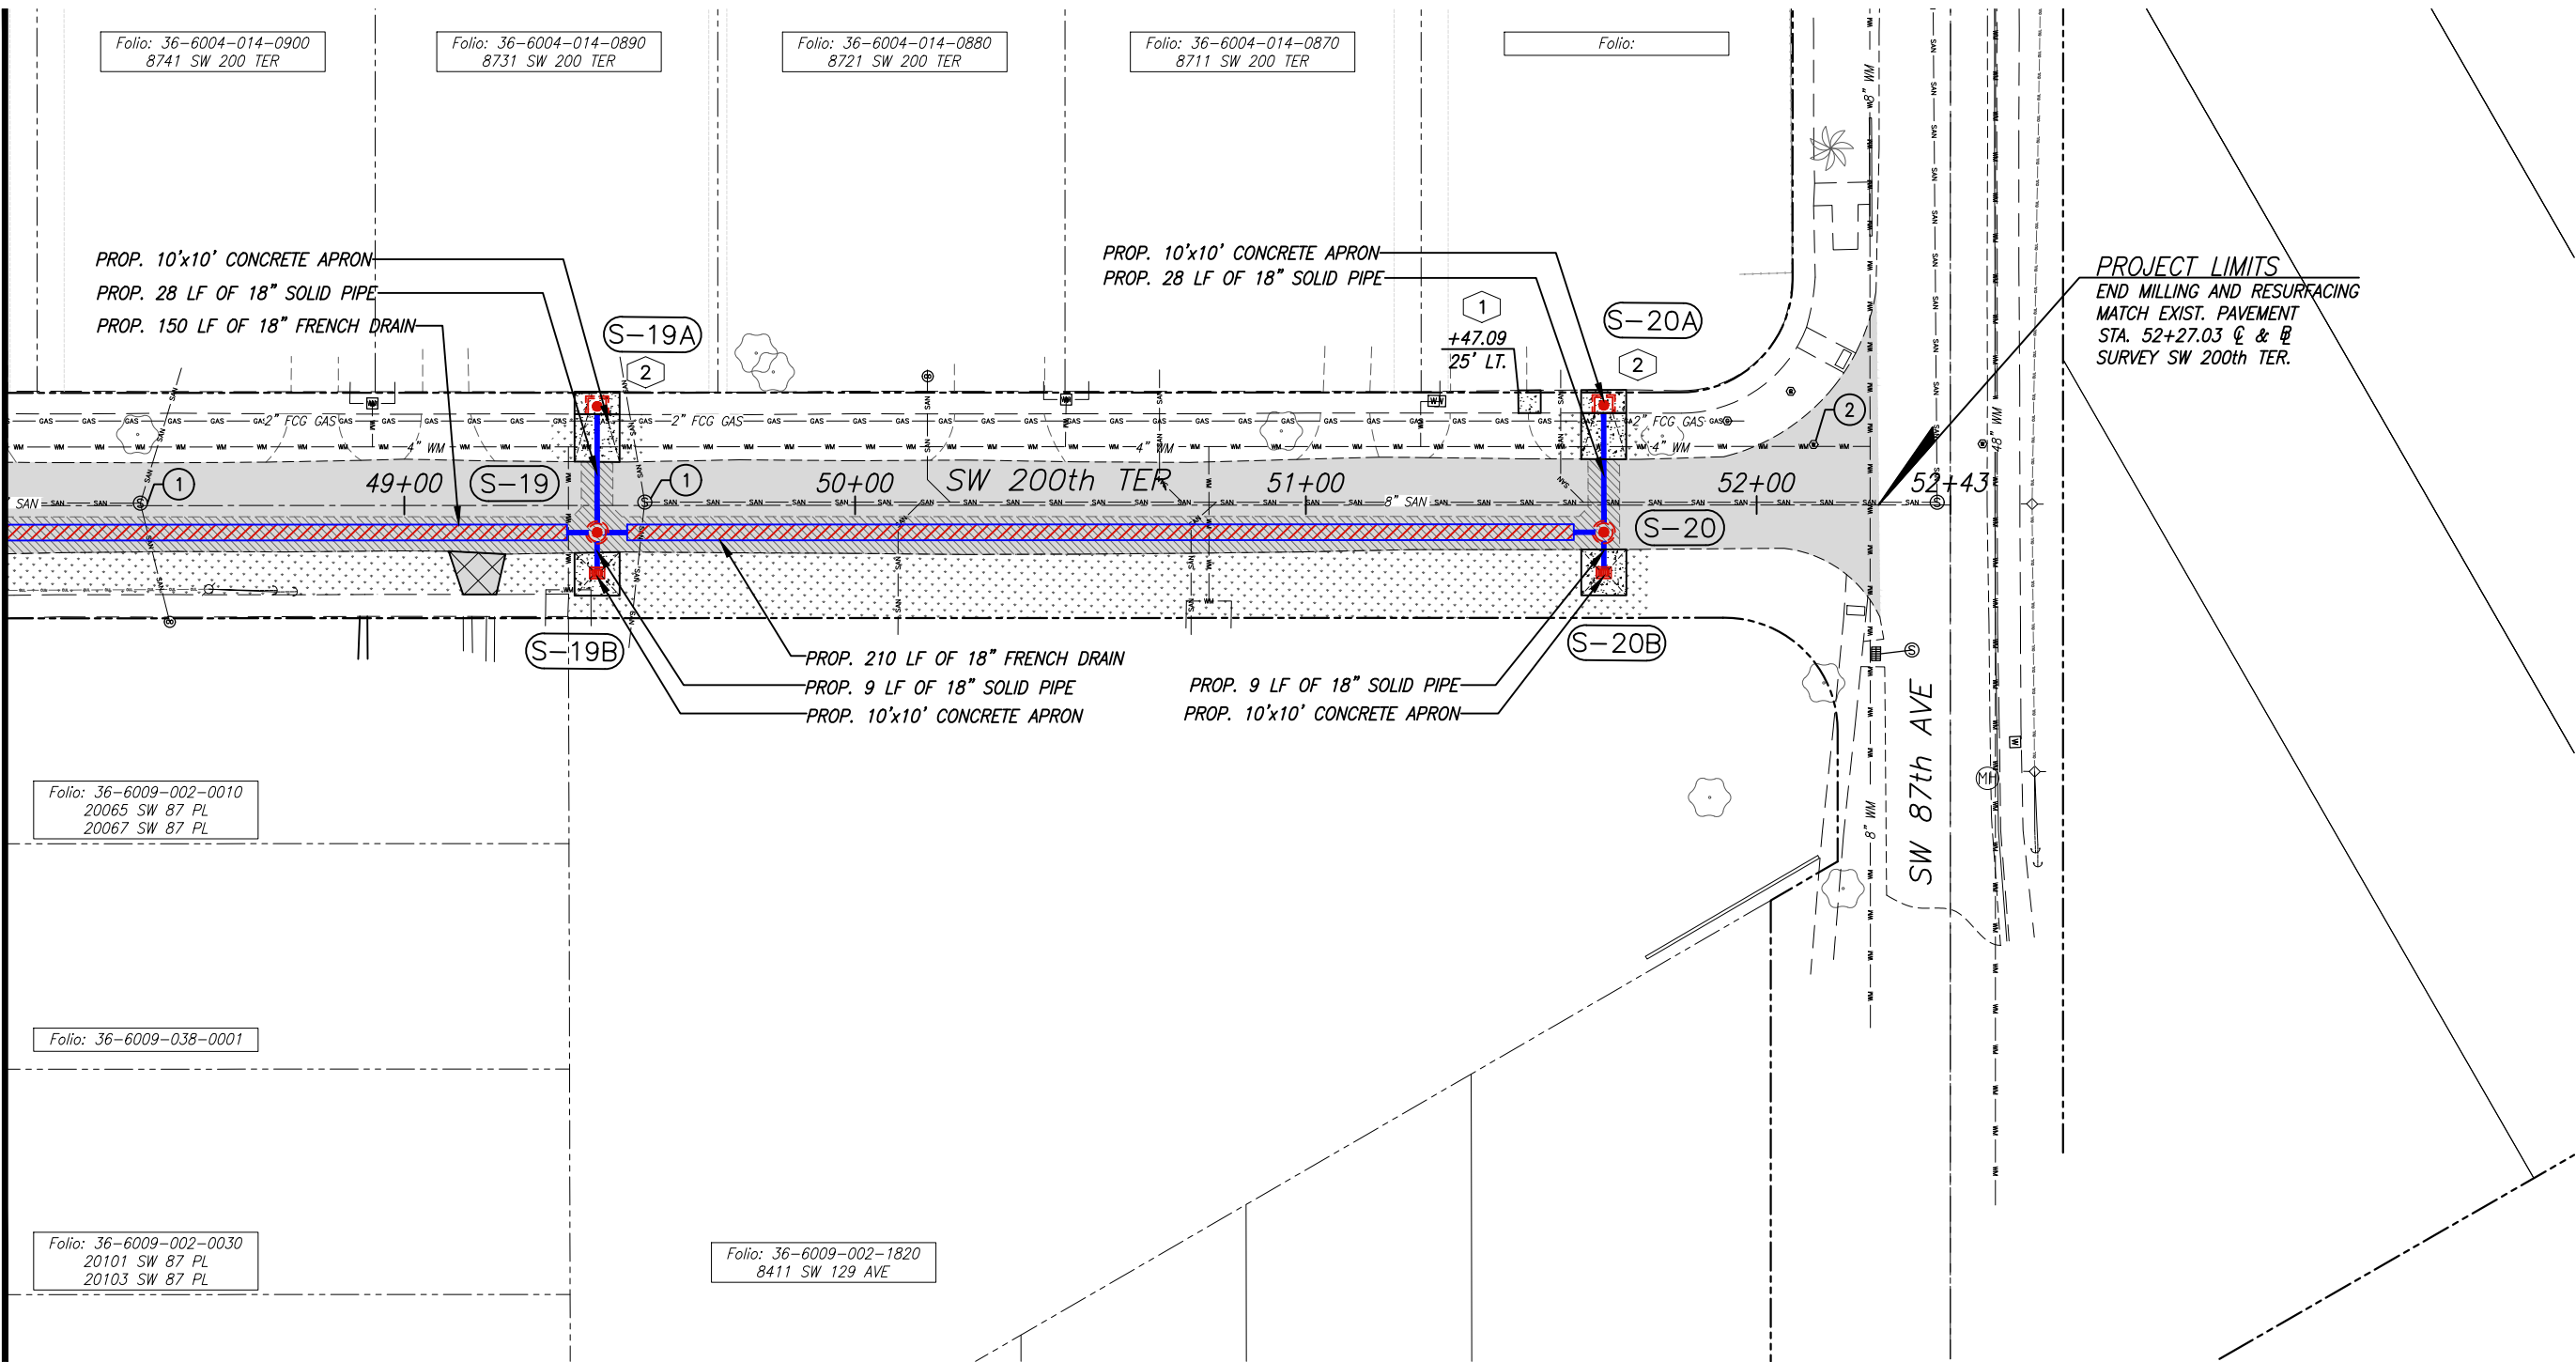 Folio: 36-6004-014-0900
8741 SW 200 TER
Folio: 36-6004-014-0890
8731 SW 200 TER
Folio: 36-6004-014-0880
8721 SW 200 TER
Folio: 36-6004-014-0870
8711 SW 200 TER
Folio:
8" WM
PROP. 10'x10' CONCRETE APRON
PROP. 28 LF OF 18" SOLID PIPE
PROP. 150 LF OF 18" FRENCH DRAIN
S-19A
2
PROP. 10'x10' CONCRETE APRON
PROP. 28 LF OF 18" SOLID PIPE
1
+47.09
25' LT.
S-20A
2
PROJECT LIMITS
END MILLING AND RESURFACING
MATCH EXIST. PAVEMENT
STA. 52+27.03 ℄ & B
SURVEY SW 200th TER.
2" FCG GAS
2" FCG GAS
2" FCG GAS
4" WM
4" WM
4" WM
2
48" WM
1
49+00
S-19
1
50+00
SW 200th TER
51+00
52+00
52+43
SAN
8" SAN
S-20
S-19B
S-20B
PROP. 210 LF OF 18" FRENCH DRAIN
PROP. 9 LF OF 18" SOLID PIPE
PROP. 10'x10' CONCRETE APRON
PROP. 9 LF OF 18" SOLID PIPE
PROP. 10'x10' CONCRETE APRON
SW 87th AVE
8" WM
MH
Folio: 36-6009-002-0010
20065 SW 87 PL
20067 SW 87 PL
Folio: 36-6009-038-0001
Folio: 36-6009-002-0030
20101 SW 87 PL
20103 SW 87 PL
Folio: 36-6009-002-1820
8411 SW 129 AVE